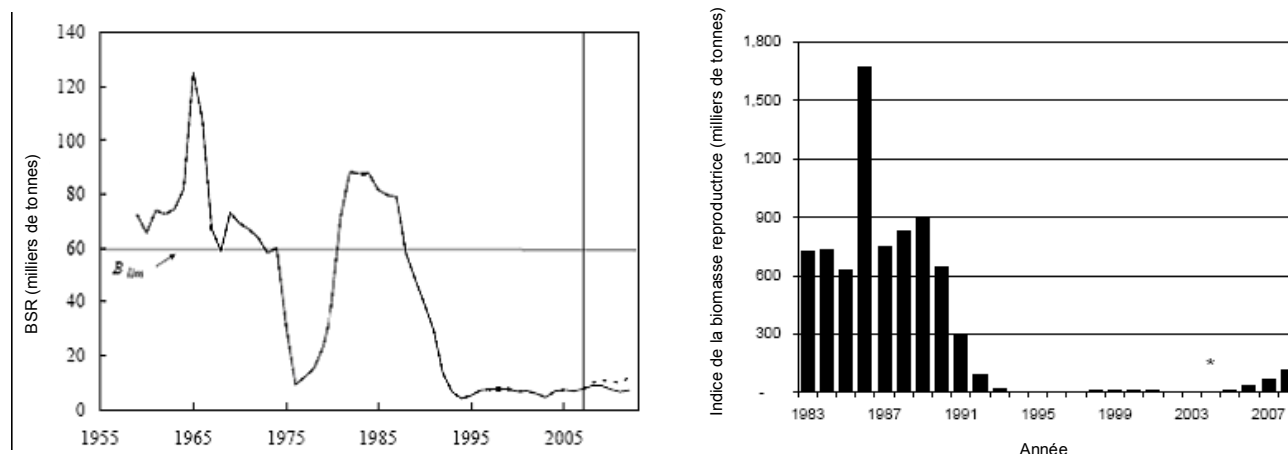 BSR (milliers de tonnes)
140
120
100
80
60
40
20
0
B lim
1955 1965 1975 1985 1995 2005
Indice de la biomasse reproductrice (milliers de tonnes)
1,800
1,500
1,200
900
600
300
-
*
1983 1987 1991 1995 1999 2003 2007
Année